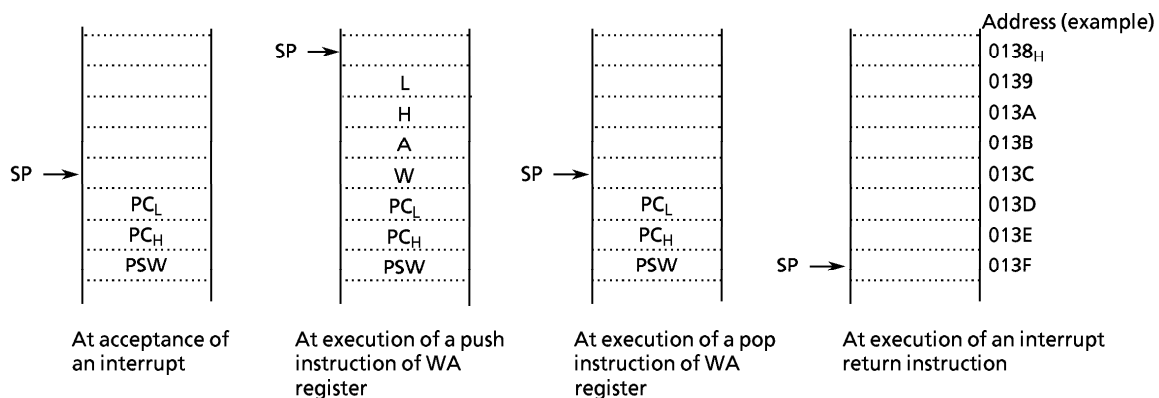 Address (example)
SP
0138H
L
0139
H
013A
A
013B
SP
W
SP
013C
PCL
PCL
PCL
013D
PCH
PCH
PCH
013E
PSW
PSW
PSW
SP
013F
At acceptance of
an interrupt
At execution of a push
instruction of WA
register
At execution of a pop
instruction of WA
register
At execution of an interrupt
return instruction